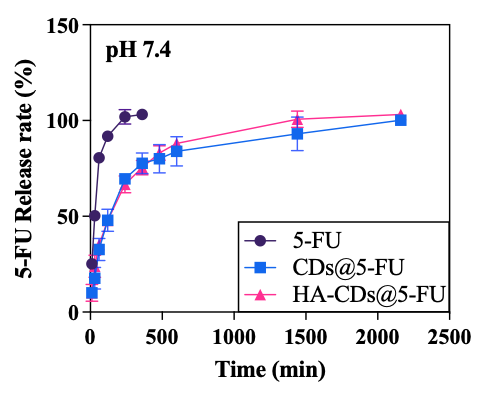 150
pH 7.4
100
50
0
5-FU Release rate (%)
5-FU
CDs@5-FU
HA-CDs@5-FU
0 500 1000 1500 2000 2500
Time (min)